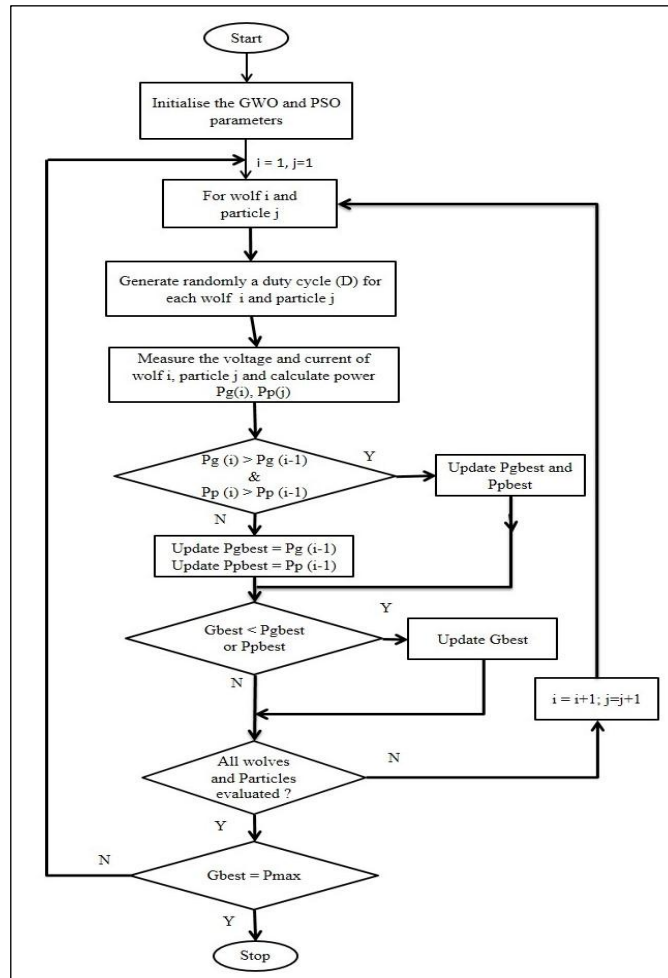 Start
Initialise the GWO and PSO
parameters
i = 1, j=1
For wolf i and
particle j
Generate randomly a duty cycle (D) for
each wolf i and particle j
Measure the voltage and current of
wolf i, particle j and calculate power
Pg(i), Pp(j)
Pg (i) > Pg (i-1)
&
Pp (i) > Pp (i-1)
Y
Update Pgbest and
Ppbest
N
Update Pgbest = Pg (i-1)
Update Ppbest = Pp (i-1)
Gbest < Pgbest
or Ppbest
Y
Update Gbest
N
i = i+1; j=j+1
All wolves
and Particles
evaluated ?
N
Y
Gbest = Pmax
N
Y
Stop